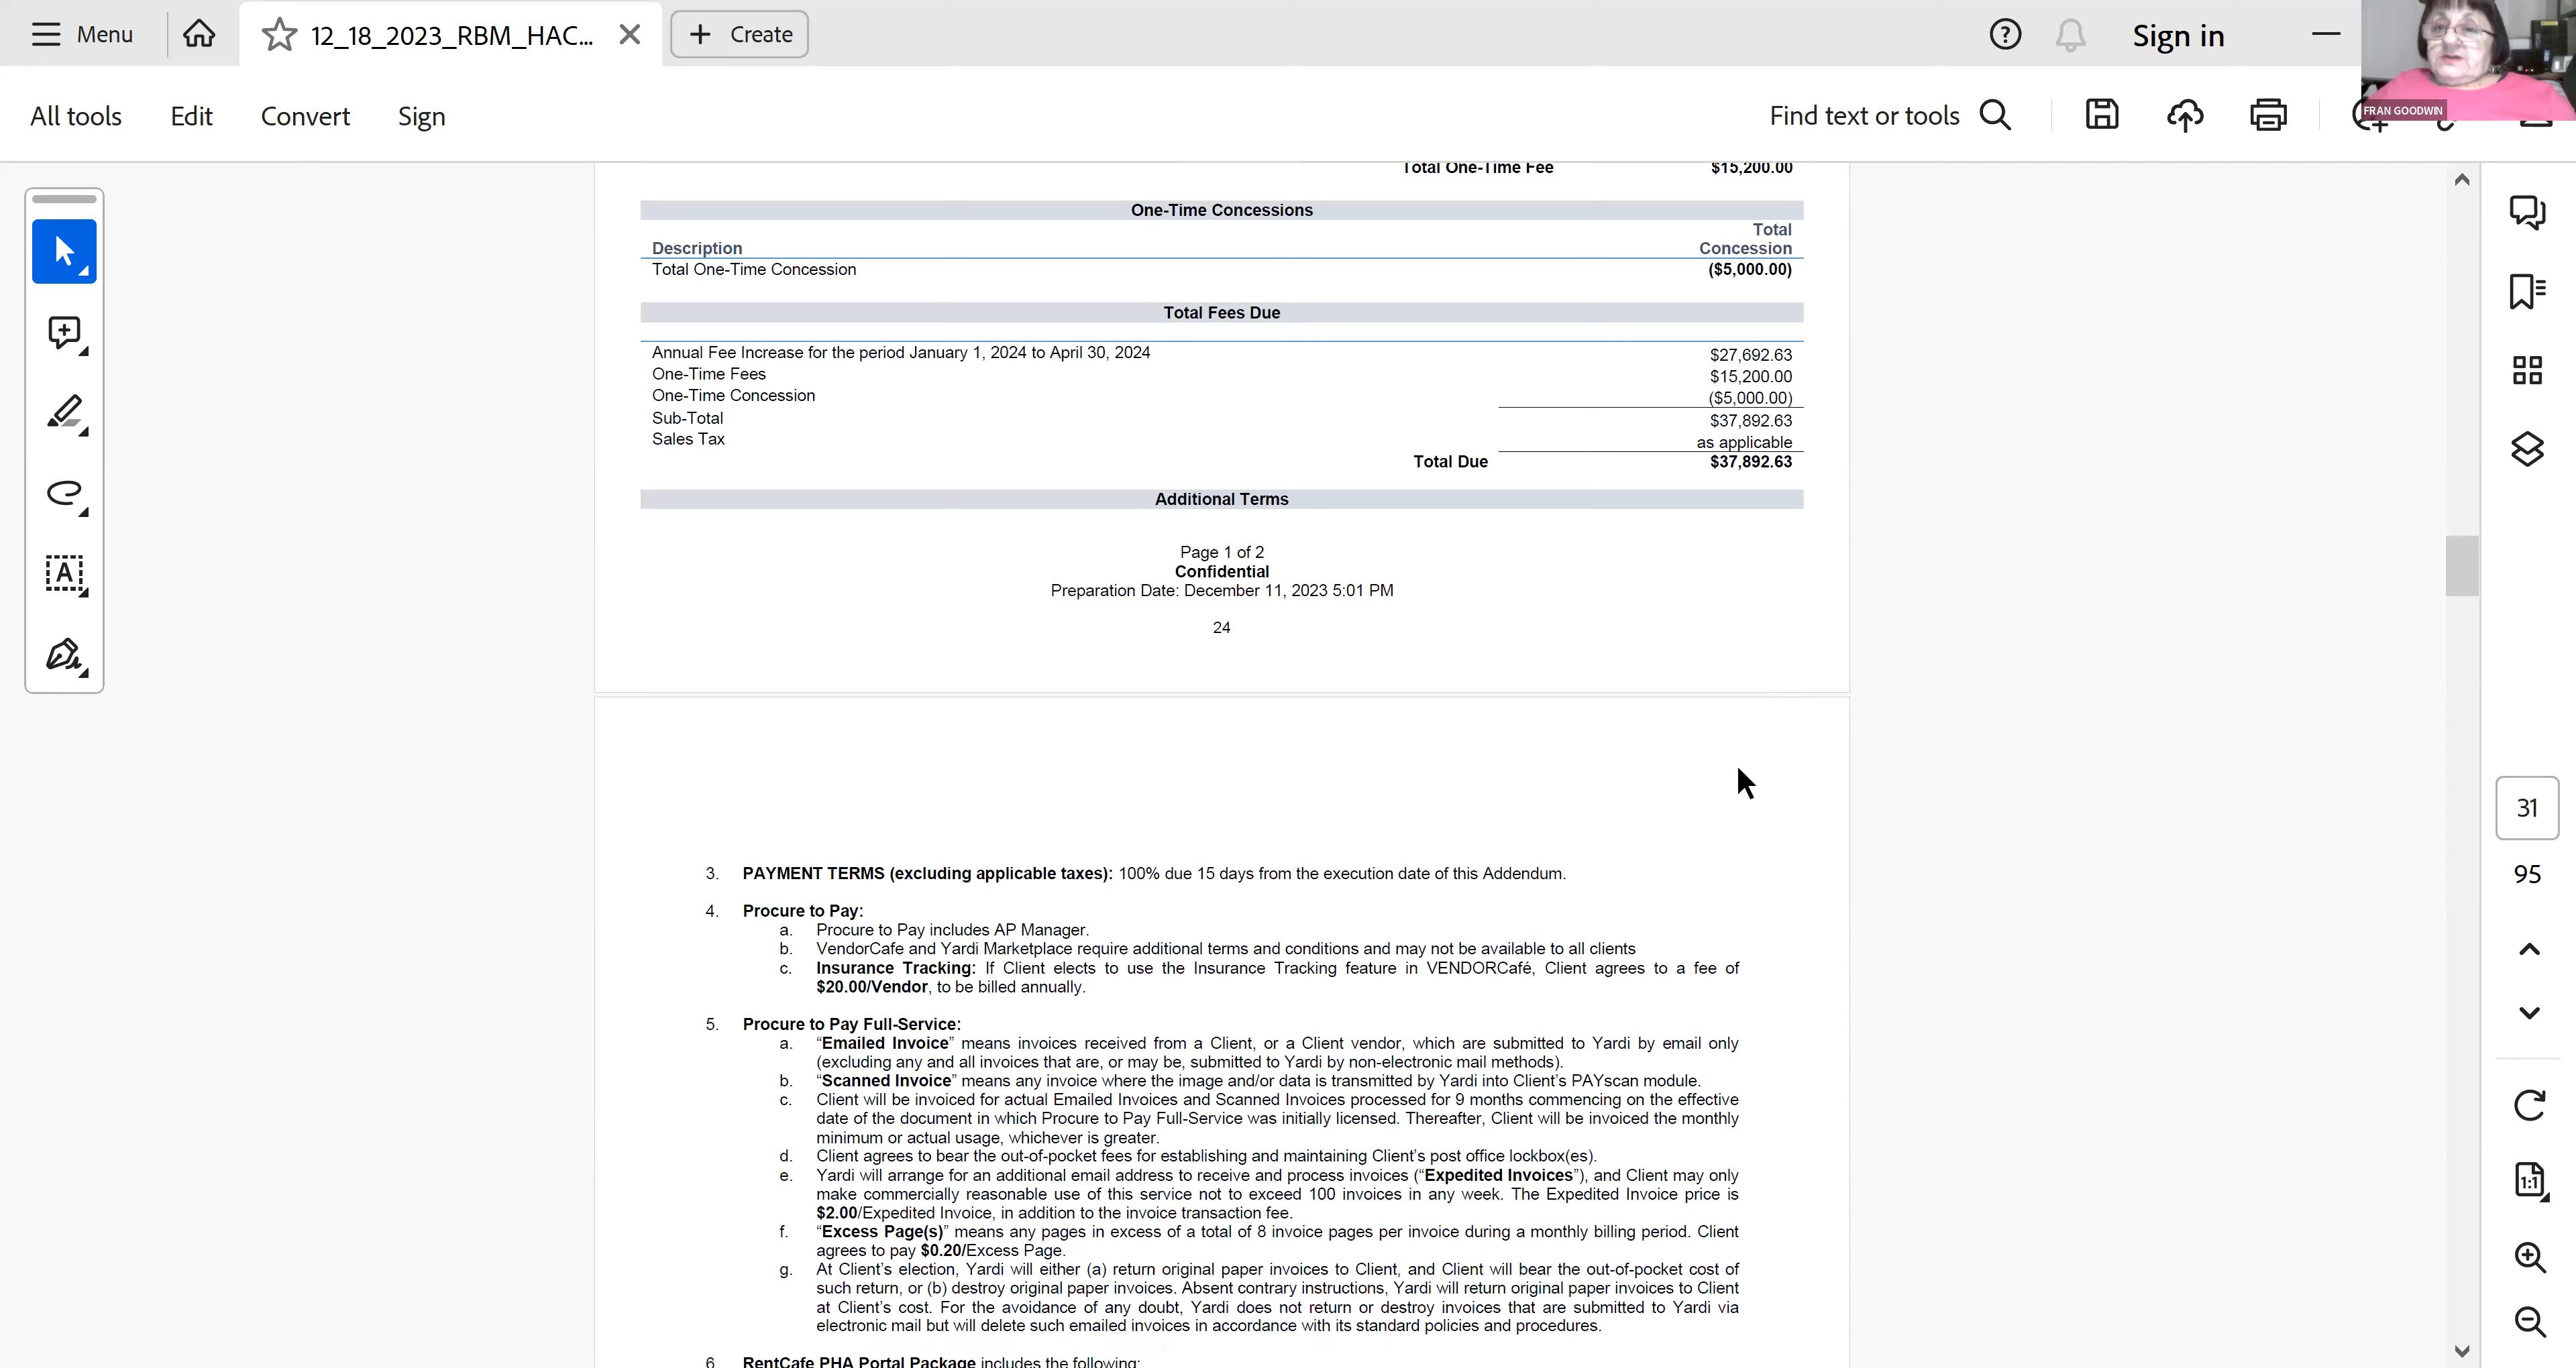 Menu
12_18_2023_RBM_HAC...
Create
Sign in
All tools
Edit
Convert
Sign
Find text or tools
FRAN GOODWIN
Total One-Time Fee $15,200.00
One-Time Concessions
Total
Description Concession
Total One-Time Concession ($5,000.00)
Total Fees Due
Annual Fee Increase for the period January 1, 2024 to April 30, 2024 $27,692.63
One-Time Fees $15,200.00
One-Time Concession ($5,000.00)
Sub-Total $37,892.63
Sales Tax as applicable
Total Due $37,892.63
Additional Terms
Page 1 of 2
Confidential
Preparation Date: December 11, 2023 5:01 PM
24
3. PAYMENT TERMS (excluding applicable taxes): 100% due 15 days from the execution date of this Addendum.
4. Procure to Pay:
a. Procure to Pay includes AP Manager.
b. VendorCafe and Yardi Marketplace require additional terms and conditions and may not be available to all clients
c. Insurance Tracking: If Client elects to use the Insurance Tracking feature in VENDORCafé, Client agrees to a fee of
$20.00/Vendor, to be billed annually.
5. Procure to Pay Full-Service:
a. “Emailed Invoice” means invoices received from a Client, or a Client vendor, which are submitted to Yardi by email only
(excluding any and all invoices that are, or may be, submitted to Yardi by non-electronic mail methods).
b. “Scanned Invoice” means any invoice where the image and/or data is transmitted by Yardi into Client’s PAYscan module.
c. Client will be invoiced for actual Emailed Invoices and Scanned Invoices processed for 9 months commencing on the effective
date of the document in which Procure to Pay Full-Service was initially licensed. Thereafter, Client will be invoiced the monthly
minimum or actual usage, whichever is greater.
d. Client agrees to bear the out-of-pocket fees for establishing and maintaining Client’s post office lockbox(es).
e. Yardi will arrange for an additional email address to receive and process invoices (“Expedited Invoices”), and Client may only
make commercially reasonable use of this service not to exceed 100 invoices in any week. The Expedited Invoice price is
$2.00/Expedited Invoice, in addition to the invoice transaction fee.
f. “Excess Page(s)” means any pages in excess of a total of 8 invoice pages per invoice during a monthly billing period. Client
agrees to pay $0.20/Excess Page.
g. At Client’s election, Yardi will either (a) return original paper invoices to Client, and Client will bear the out-of-pocket cost of
such return, or (b) destroy original paper invoices. Absent contrary instructions, Yardi will return original paper invoices to Client
at Client’s cost. For the avoidance of any doubt, Yardi does not return or destroy invoices that are submitted to Yardi via
electronic mail but will delete such emailed invoices in accordance with its standard policies and procedures.
6. RentCafe PHA Portal Package includes the following:
31
95
1:1